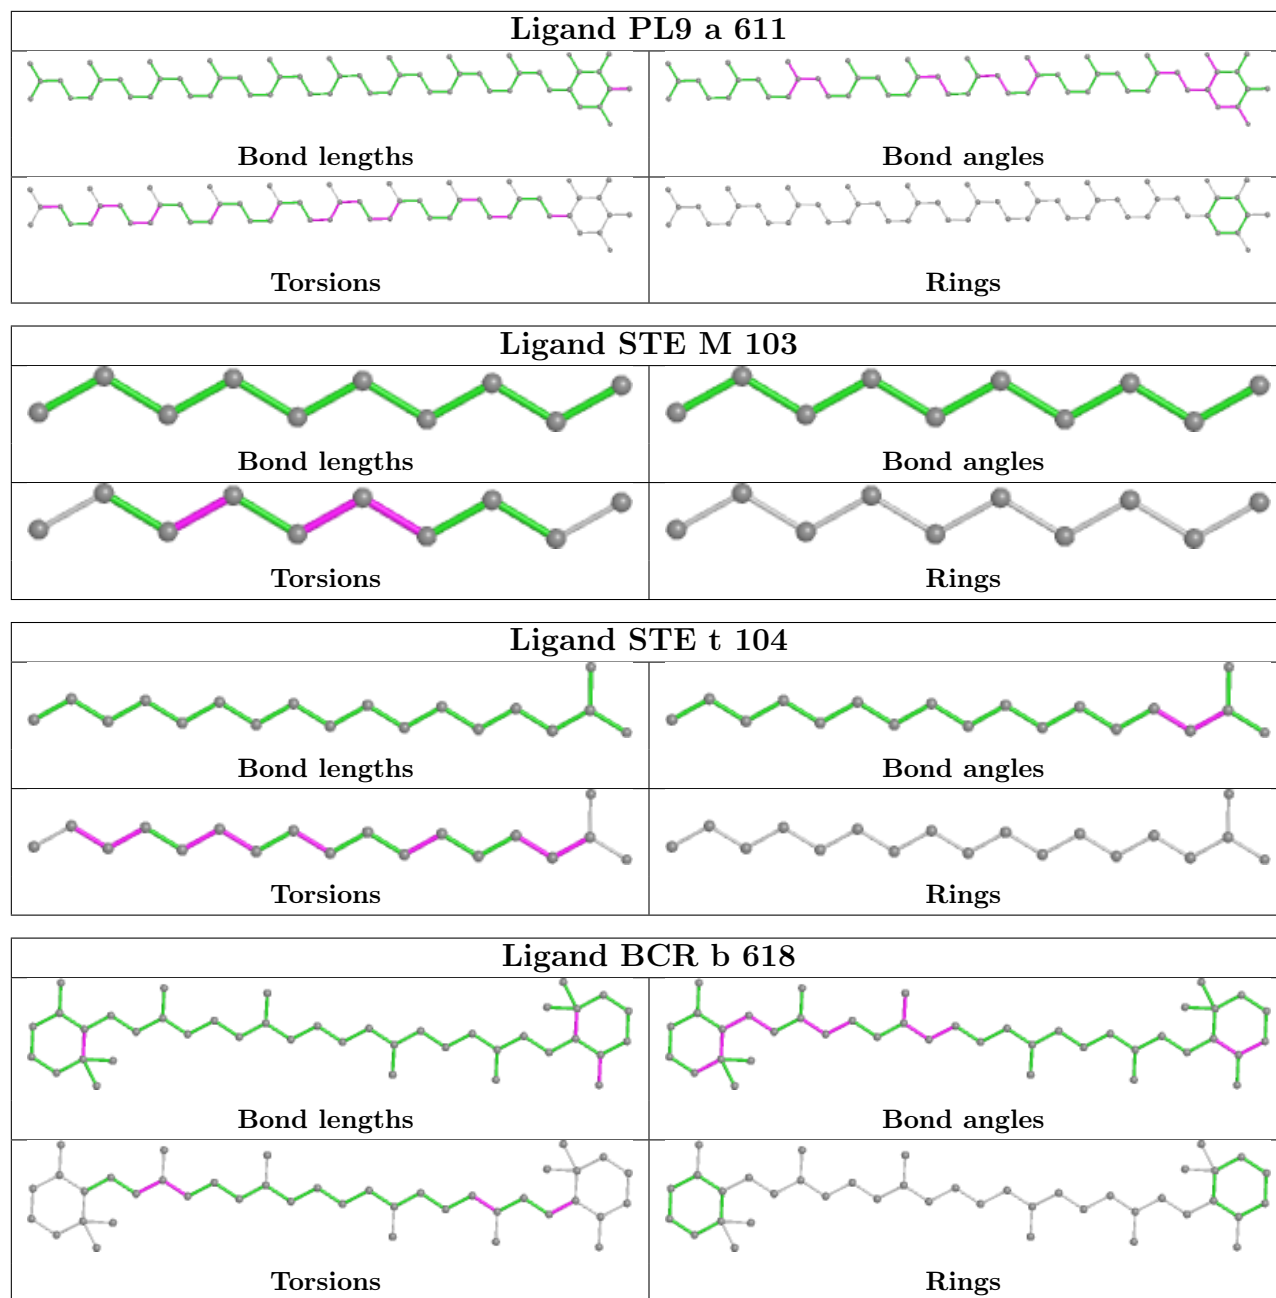 Ligand PL9 a 611
Bond lengths
Bond angles
Torsions
Rings
Ligand STE M 103
Bond lengths
Bond angles
Torsions
Rings
Ligand STE t 104
Bond lengths
Bond angles
Torsions
Rings
Ligand BCR b 618
Bond lengths
Bond angles
Torsions
Rings